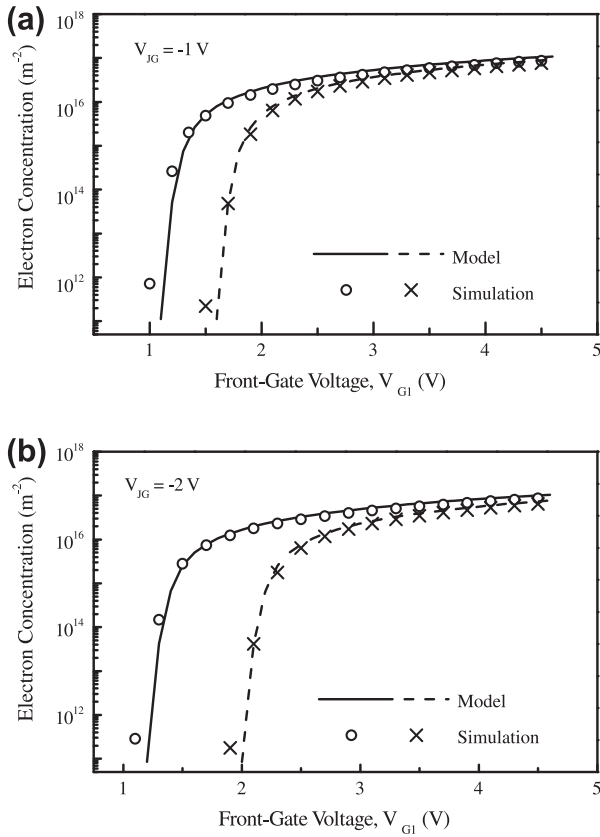 (a)
10^18
V_JG = -1 V
10^16
10^14
10^12
Electron Concentration (m^-2)
Model
Simulation
1 2 3 4 5
Front-Gate Voltage, V_G1 (V)
(b)
10^18
V_JG = -2 V
10^16
10^14
10^12
Electron Concentration (m^-2)
Model
Simulation
1 2 3 4 5
Front-Gate Voltage, V_G1 (V)